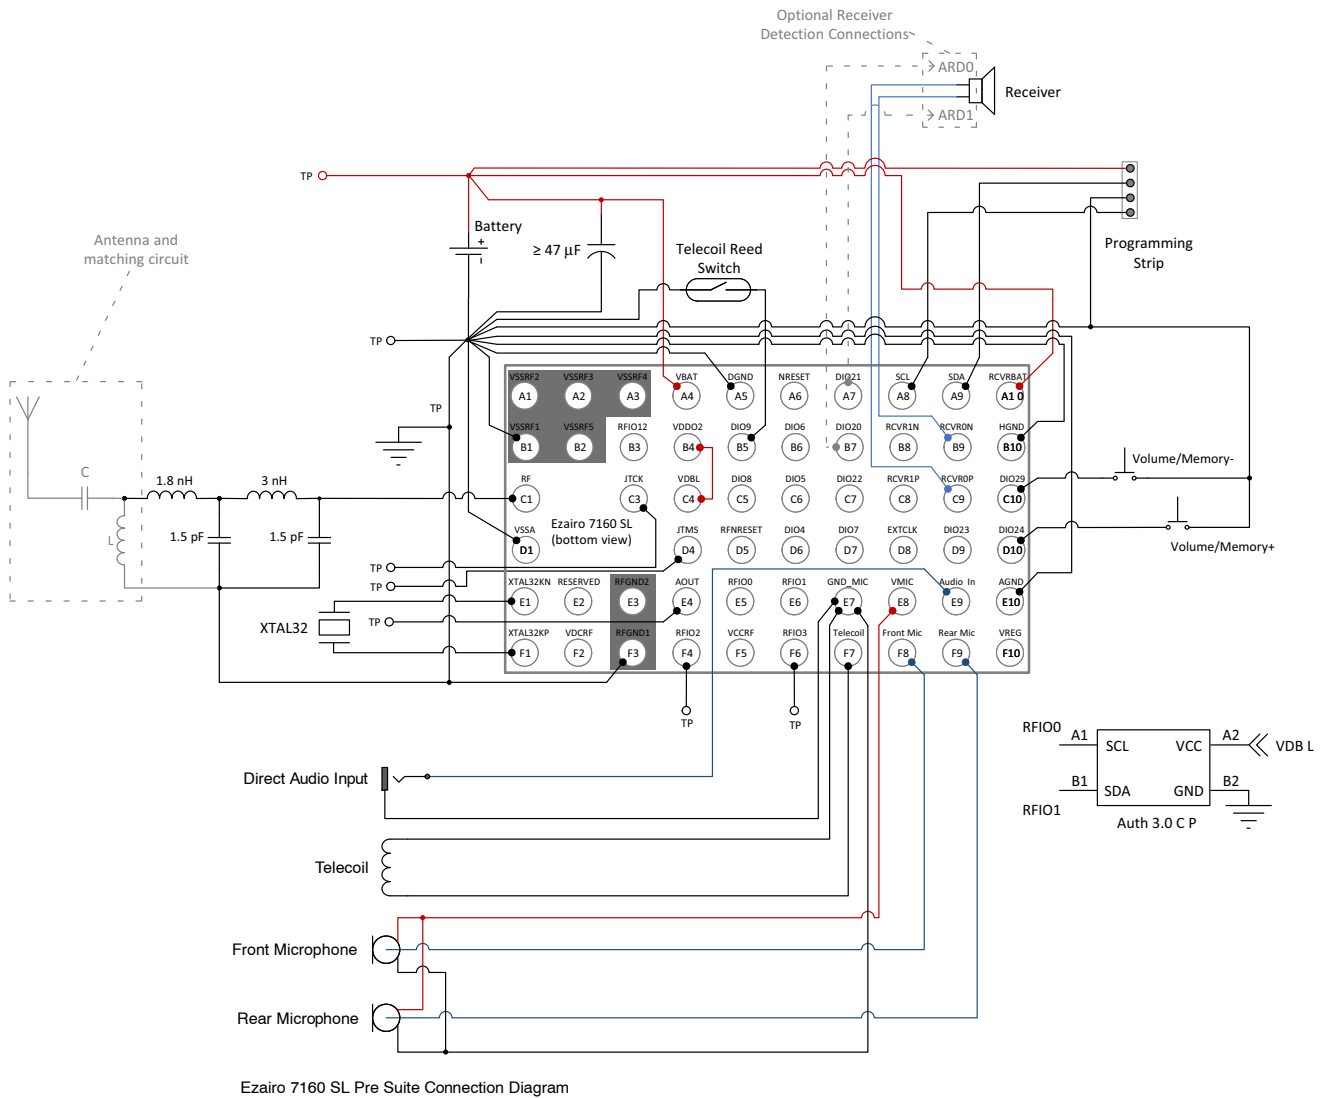 Optional Receiver
Detection Connections
ARD0
Receiver
ARD1
TP
Antenna and
matching circuit
Battery
+
-
≥ 47 µF
Telecoil Reed
Switch
Programming
Strip
TP
TP
VSSRF2 VSSRF3 VSSRF4 VBAT DGND NRESET DIO21 SCL SDA RCVRBAT
A1 A2 A3 A4 A5 A6 A7 A8 A9 A1 0
VSSRF1 VSSRF5 RFIO12 VDDO2 DIO9 DIO6 DIO20 RCVR1N RCVR0N HGND
B1 B2 B3 B4 B5 B6 B7 B8 B9 B10
Volume/Memory-
C
1.8 nH 3 nH
RF JTCK VDBL DIO8 DIO5 DIO22 RCVR1P RCVR0P DIO29
C1 C3 C4 C5 C6 C7 C8 C9 C10
L
1.5 pF 1.5 pF
Ezairo 7160 SL
(bottom view)
VSSA JTMS RFNRESET DIO4 DIO7 EXTCLK DIO23 DIO24
D1 D4 D5 D6 D7 D8 D9 D10
Volume/Memory+
TP
TP
XTAL32KN RESERVED RFGND2 AOUT RFIO0 RFIO1 GND_MIC VMIC Audio In AGND
E1 E2 E3 E4 E5 E6 E7 E8 E9 E10
XTAL32
TP
XTAL32KP VDCRF RFGND1 RFIO2 VCCRF RFIO3 Telecoil Front Mic Rear Mic VREG
F1 F2 F3 F4 F5 F6 F7 F8 F9 F10
TP TP
RFIO0 A1 SCL VCC A2 VDB L
B1 SDA GND B2
RFIO1
Auth 3.0 C P
Direct Audio Input
Telecoil
Front Microphone
Rear Microphone
Ezairo 7160 SL Pre Suite Connection Diagram